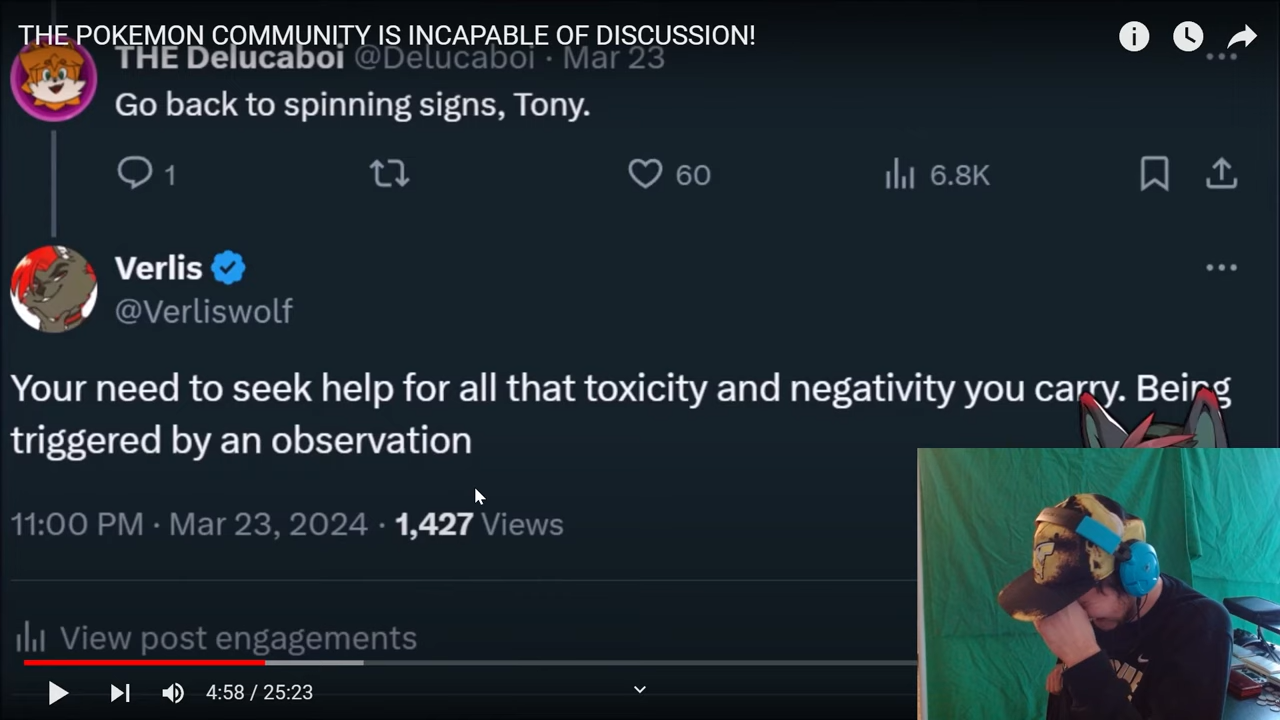 THE POKEMON COMMUNITY IS INCAPABLE OF DISCUSSION!
THE Delucaboi @Delucaboi · Mar 23
Go back to spinning signs, Tony.
1 60 6.8K
Verlis
@Verliswolf
Your need to seek help for all that toxicity and negativity you carry. Being
triggered by an observation
11:00 PM · Mar 23, 2024 · 1,427 Views
View post engagements
4:58 / 25:23